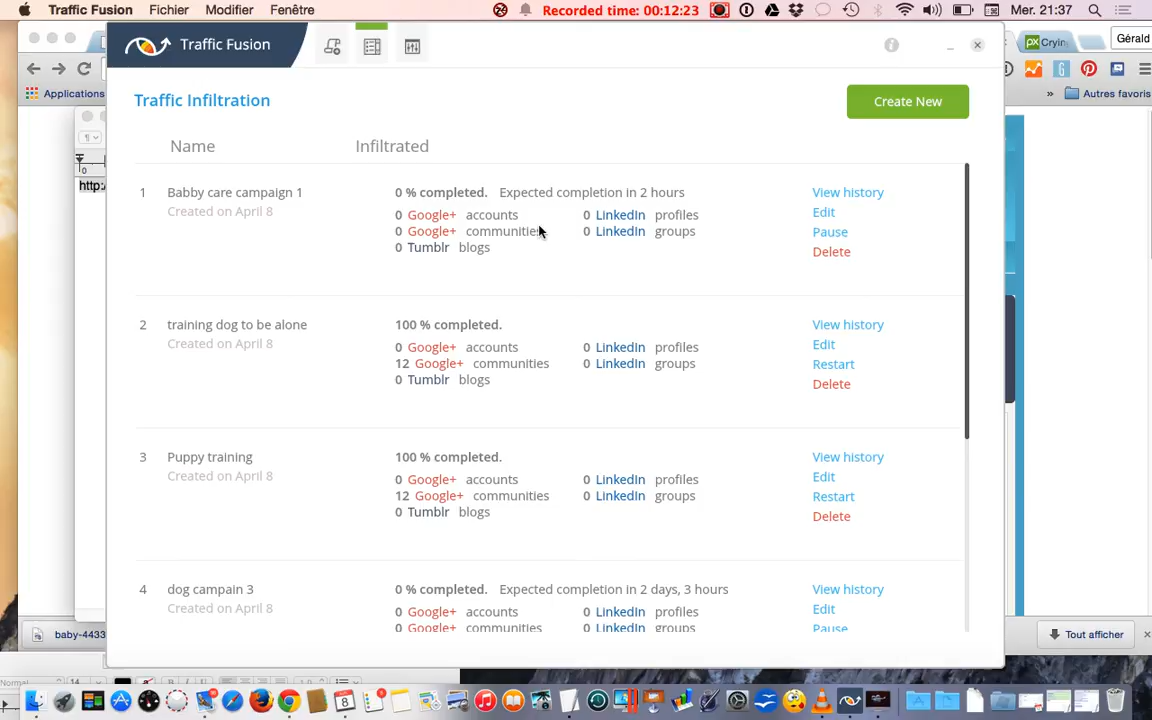 Traffic Fusion Fichier Modifier Fenêtre Recorded time: 00:12:23 Mer. 21:37
Traffic Fusion
Cryin
Gérald
Applications
» Autres favoris
Traffic Infiltration
Create New
Name Infiltrated
http:
1 Babby care campaign 1 0 % completed. Expected completion in 2 hours View history
Created on April 8 0 Google+ accounts 0 LinkedIn profiles Edit
0 Google+ communities 0 LinkedIn groups Pause
0 Tumblr blogs Delete
2 training dog to be alone 100 % completed. View history
Created on April 8 0 Google+ accounts 0 LinkedIn profiles Edit
12 Google+ communities 0 LinkedIn groups Restart
0 Tumblr blogs Delete
3 Puppy training 100 % completed. View history
Created on April 8 0 Google+ accounts 0 LinkedIn profiles Edit
12 Google+ communities 0 LinkedIn groups Restart
0 Tumblr blogs Delete
4 dog campain 3 0 % completed. Expected completion in 2 days, 3 hours View history
Created on April 8 0 Google+ accounts 0 LinkedIn profiles Edit
0 Google+ communities 0 LinkedIn groups Pause
baby-4433 Tout afficher
Normal 14